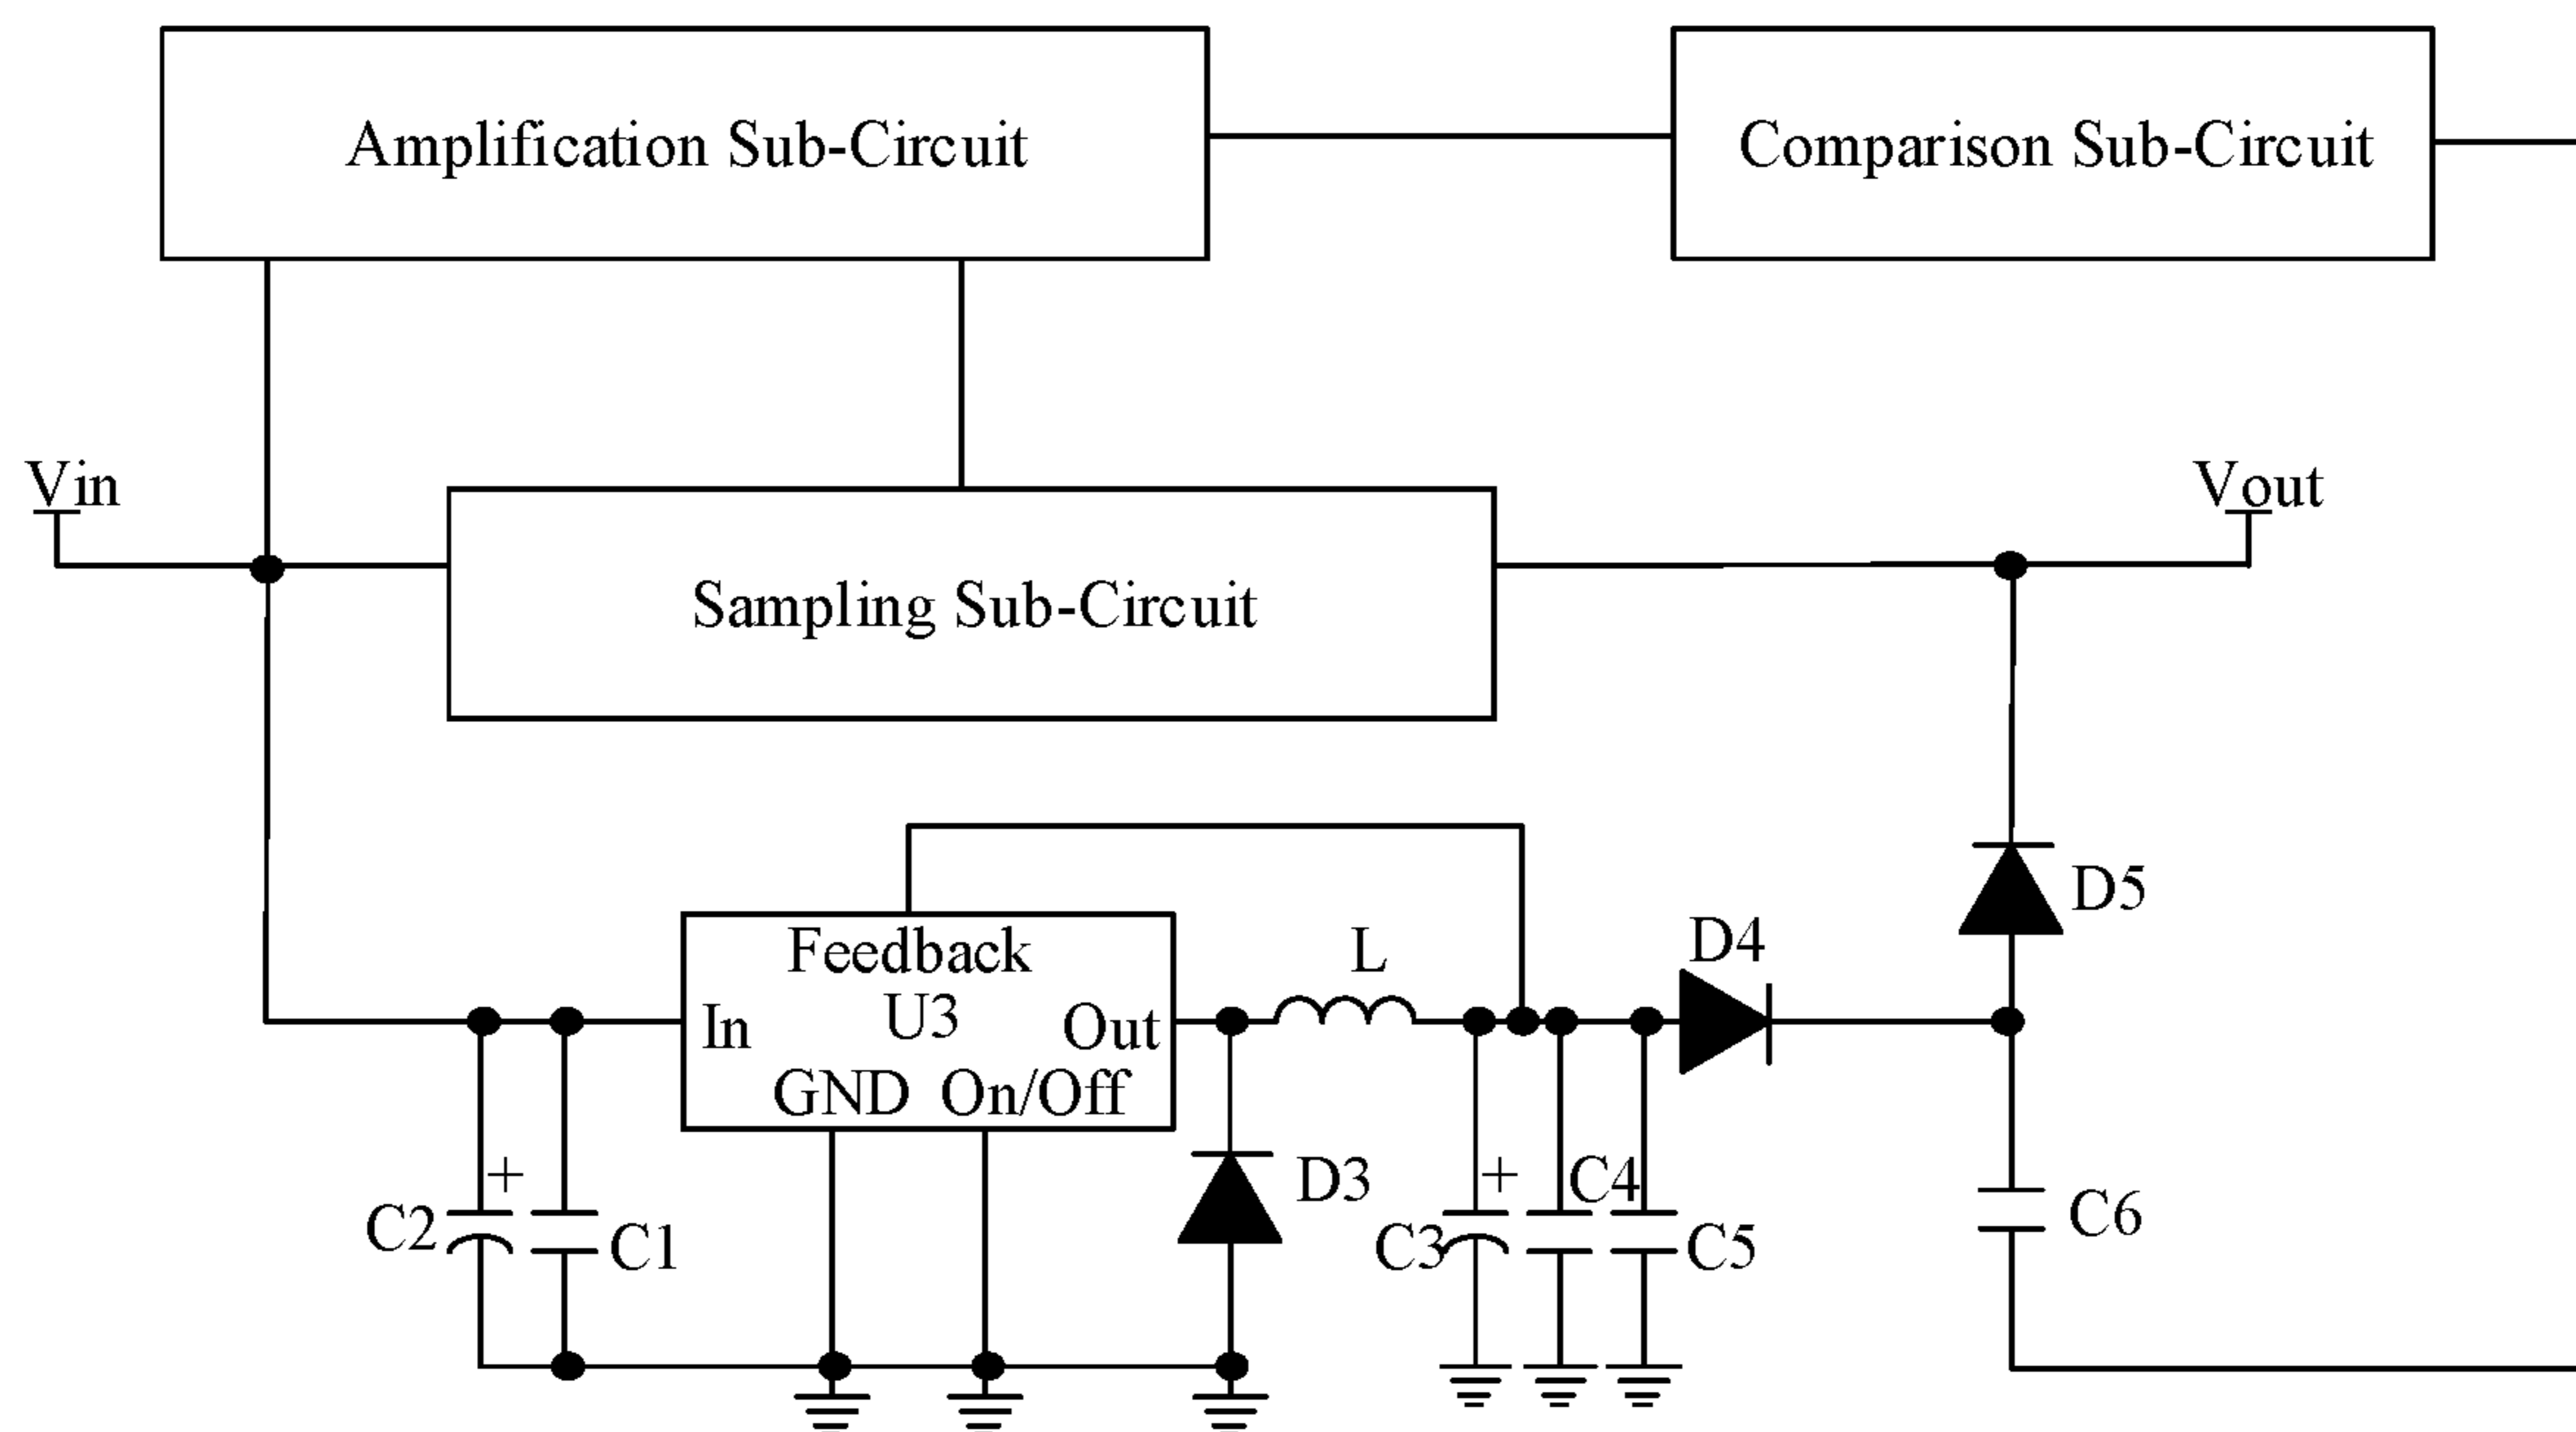 Amplification Sub-Circuit
Comparison Sub-Circuit
Vin
Vout
Sampling Sub-Circuit
D5
Feedback
L
D4
In
U3
Out
GND On/Off
+
D3
+
C4
C2
C1
C3
C5
C6